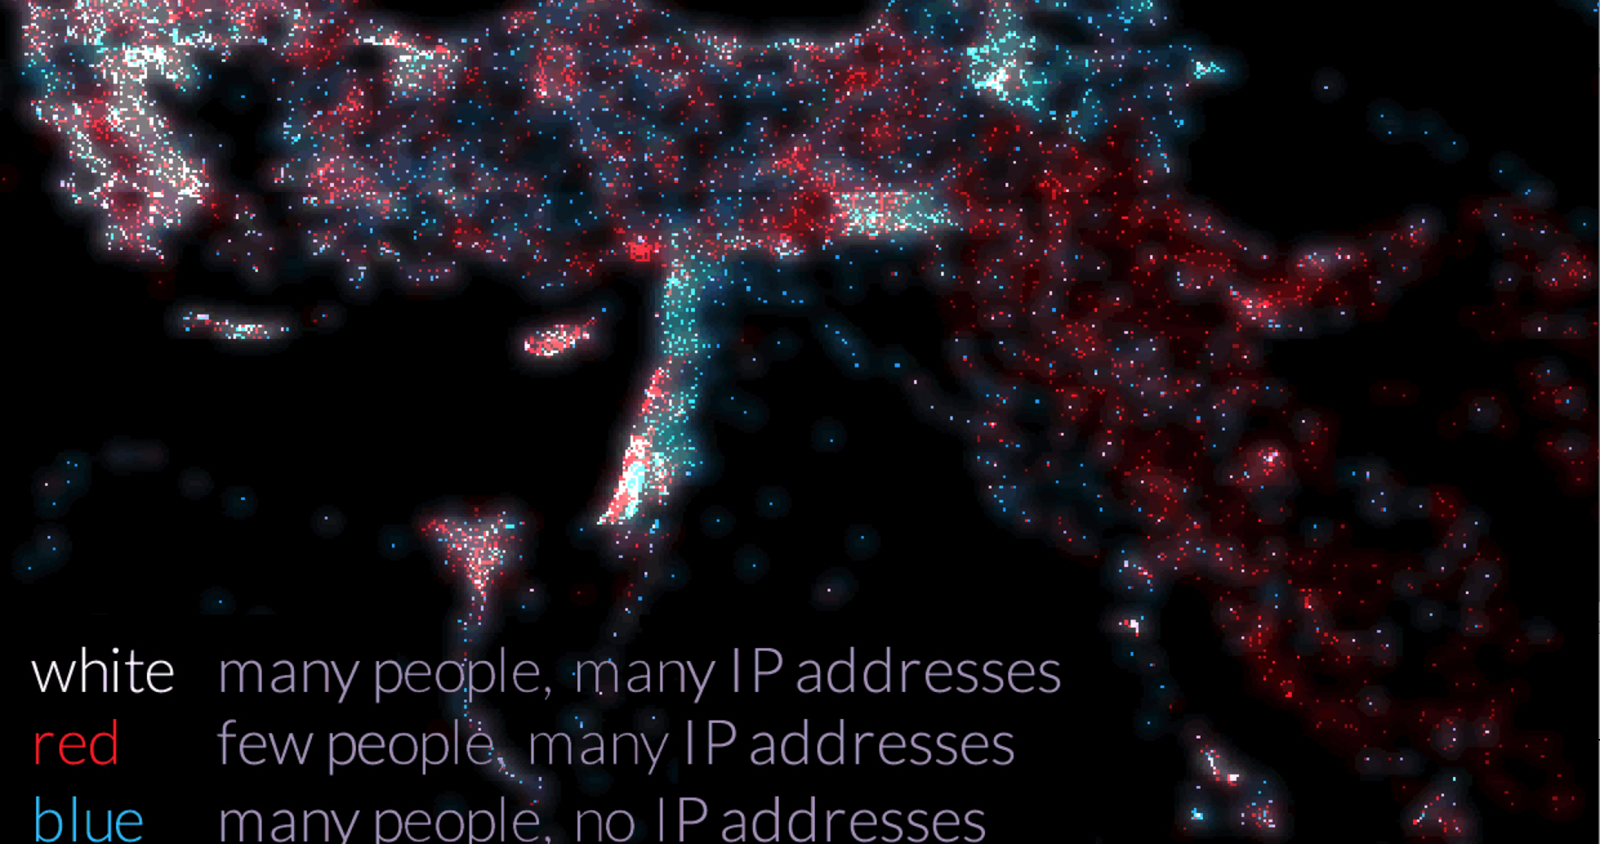 white many people, many IP addresses
red few people, many IP addresses
blue many people, no IP addresses